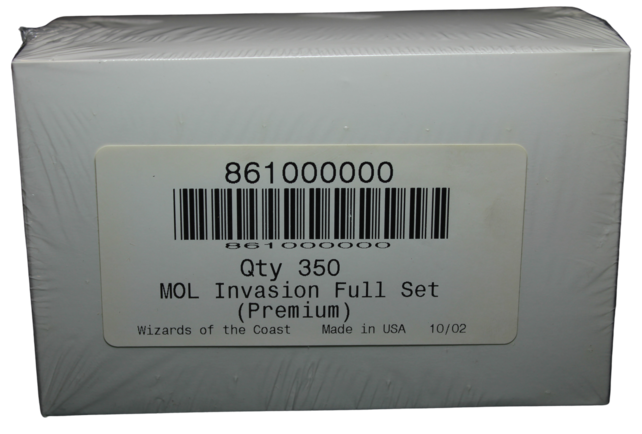 861000000
861000000
Qty 350
MOL Invasion Full Set
(Premium)
Wizards of the Coast Made in USA 10/02